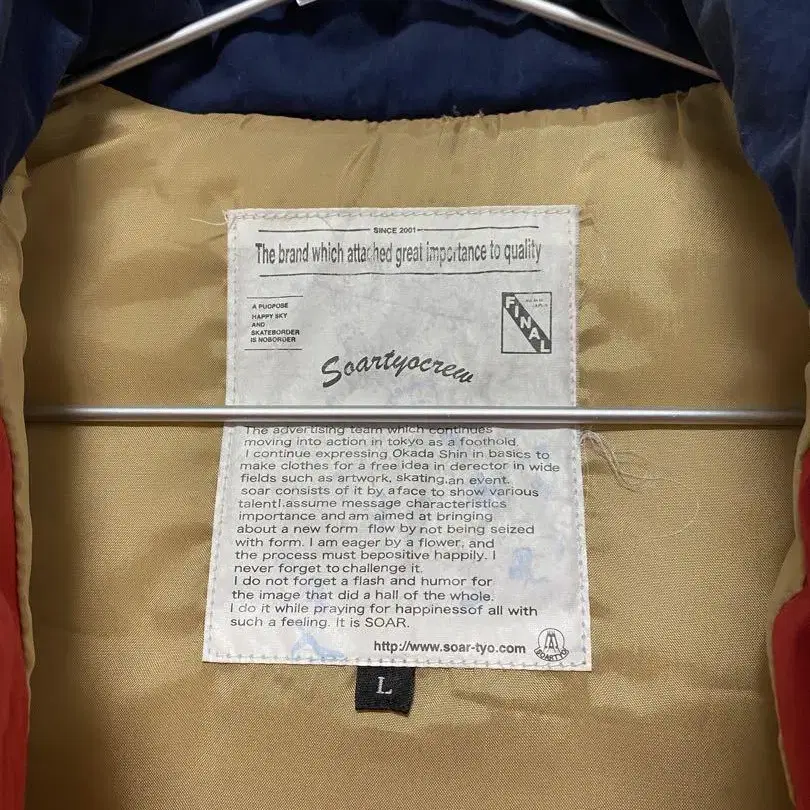 SINCE 2001
The brand which attached great importance to quality
A PUOPOSE
HAPPY SKY
AND
SKATEBORDER
IS NOBORDER
FINAL
Soartyocrew
The advertising team which continues
moving into action in tokyo as a foothold.
I continue expressing Okada Shin in basics to
make clothes for a free idea in derector in wide
fields such as artwork, skating,an event.
soar consists of it by aface to show various
talent!.assume message characteristics
importance andam aimed at bringing
about a new form flow by not being seized
with form. I am eager by a flower, and
the process must bepositive happily. I
never forget to challenge it.
I do not forget a flash and humor for
the image that did a hall of the whole.
I do it while praying for happinessof all with
such a feeling. It is SOAR.
http://www.soar-tyo.com
SOARTYO
L